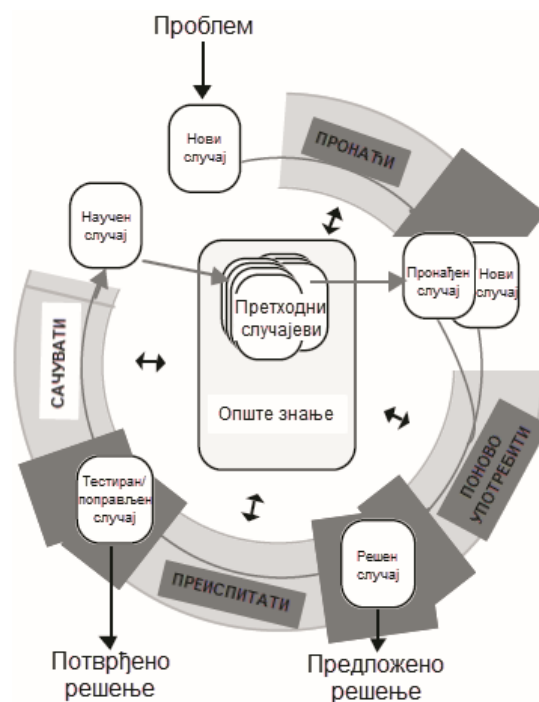 Проблем
Нови
случај
ПРОНАЋИ
Научен
случај
Пронађен
случај
Нови
случај
Претходни
случајеви
САЧУВАТИ
Опште знање
ПОНОВО
УПОТРЕБИТИ
Тестиран/
поправљен
случај
Решен
случај
ПРЕИСПИТАТИ
Потврђено
решење
Предложено
решење